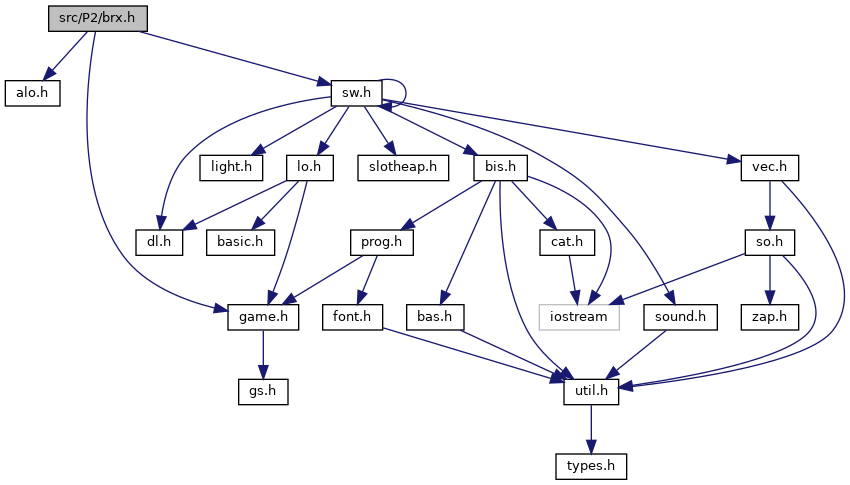 src/P2/brx.h
alo.h
sw.h
light.h
lo.h
slotheap.h
bis.h
vec.h
dl.h
basic.h
prog.h
cat.h
so.h
game.h
font.h
bas.h
iostream
sound.h
zap.h
gs.h
util.h
types.h